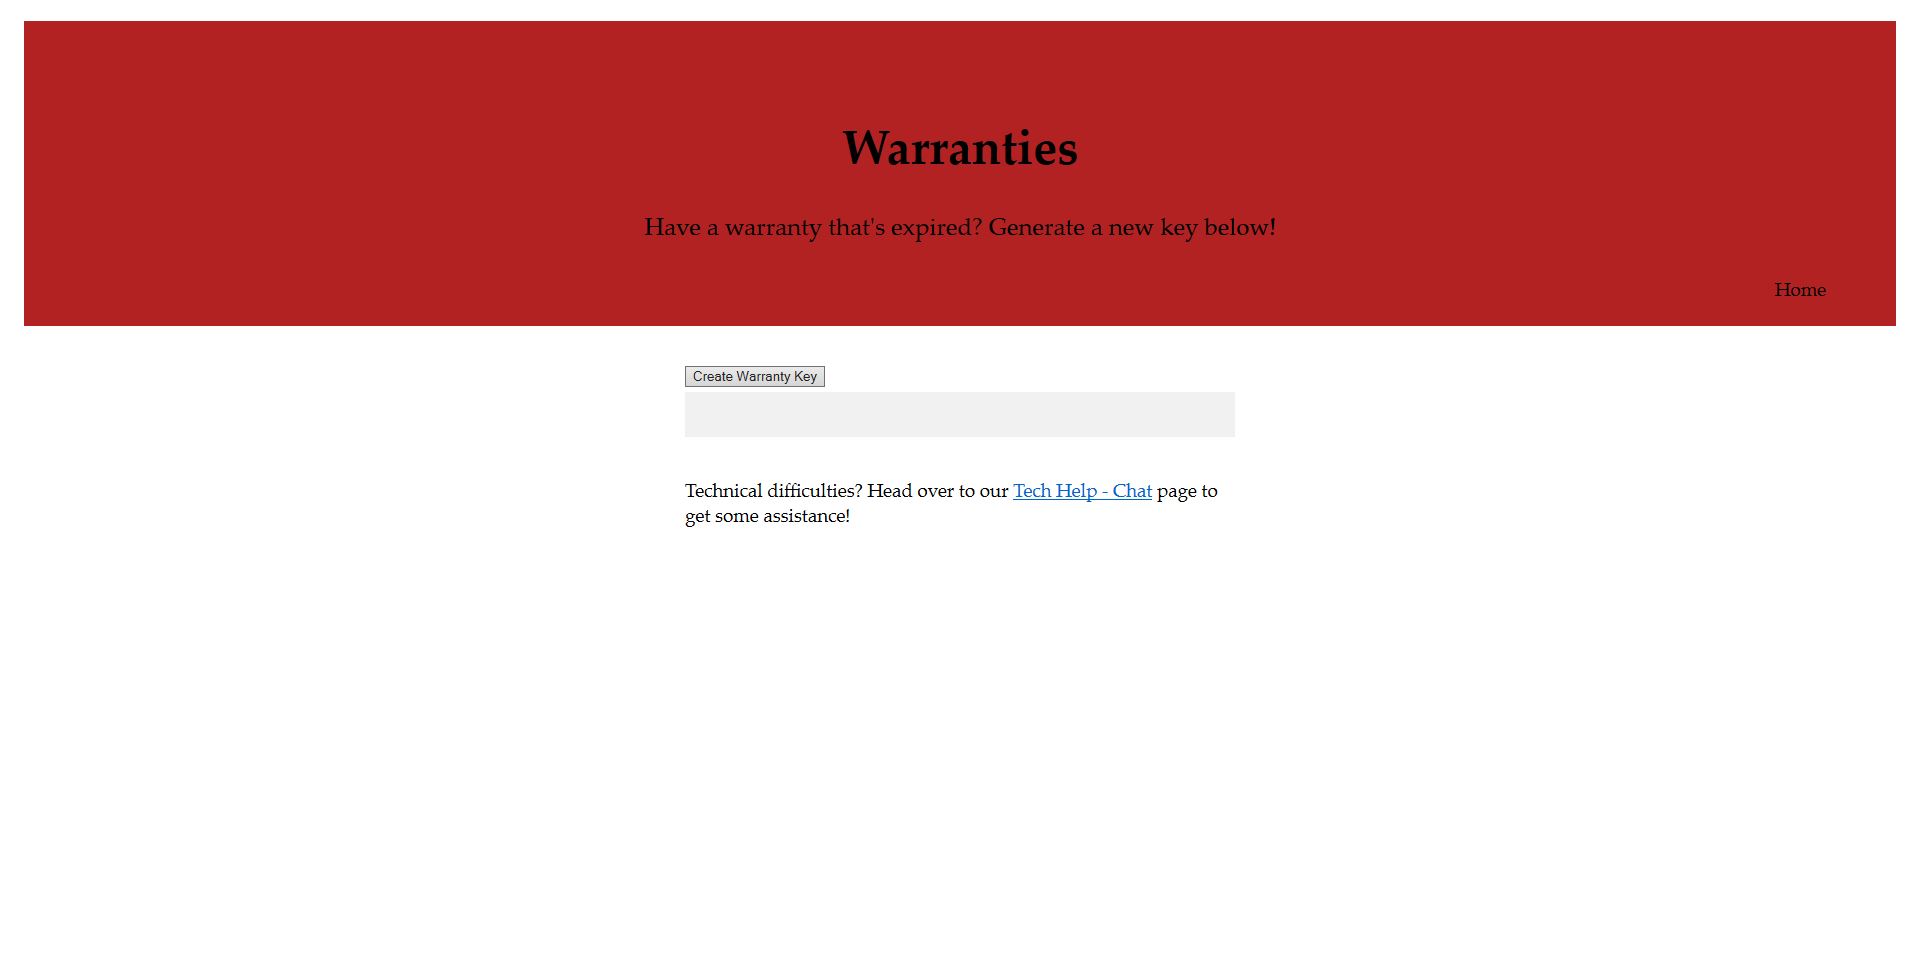 Warranties
Have a warranty that's expired? Generate a new key below!
Home
Create Warranty Key
Technical difficulties? Head over to our Tech Help - Chat page to
get some assistance!